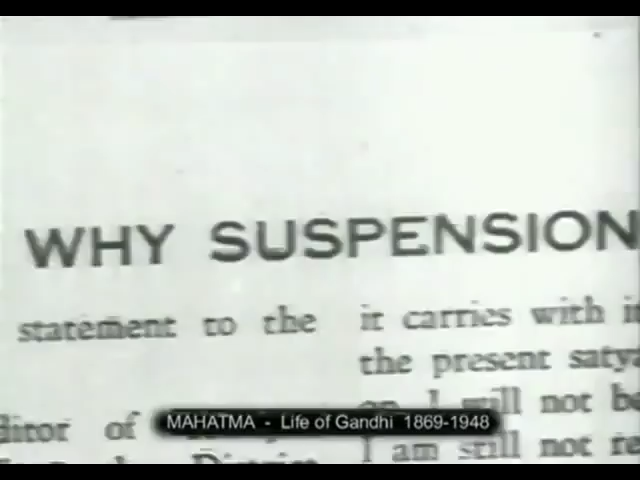 WHY SUSPENSION
statement to the
ditor of
it carries with it
the present satya
I will not be
I am still not re
MAHATMA - Life of Gandhi 1869-1948